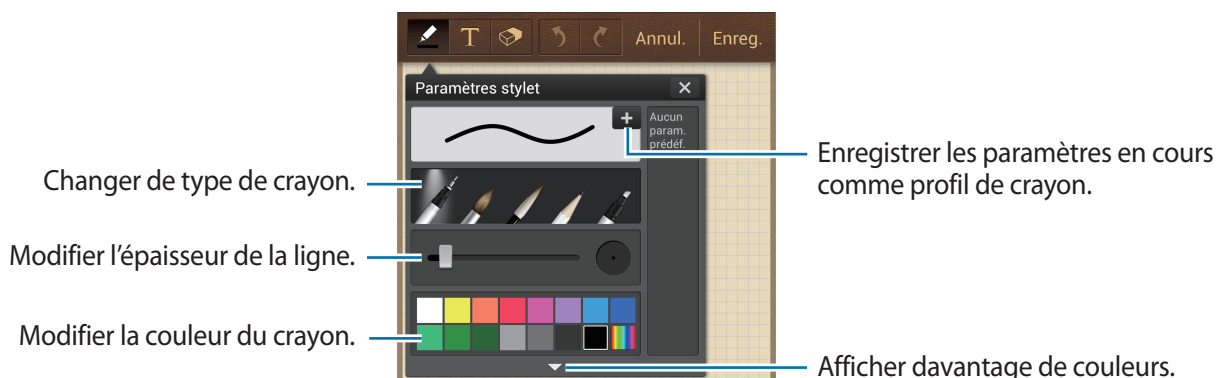 T Annul. Enreg.
Paramètres stylet
Aucun
param.
prédéf.
Enregistrer les paramètres en cours
comme profil de crayon.
Changer de type de crayon.
Modifier l’épaisseur de la ligne.
Modifier la couleur du crayon.
Afficher davantage de couleurs.